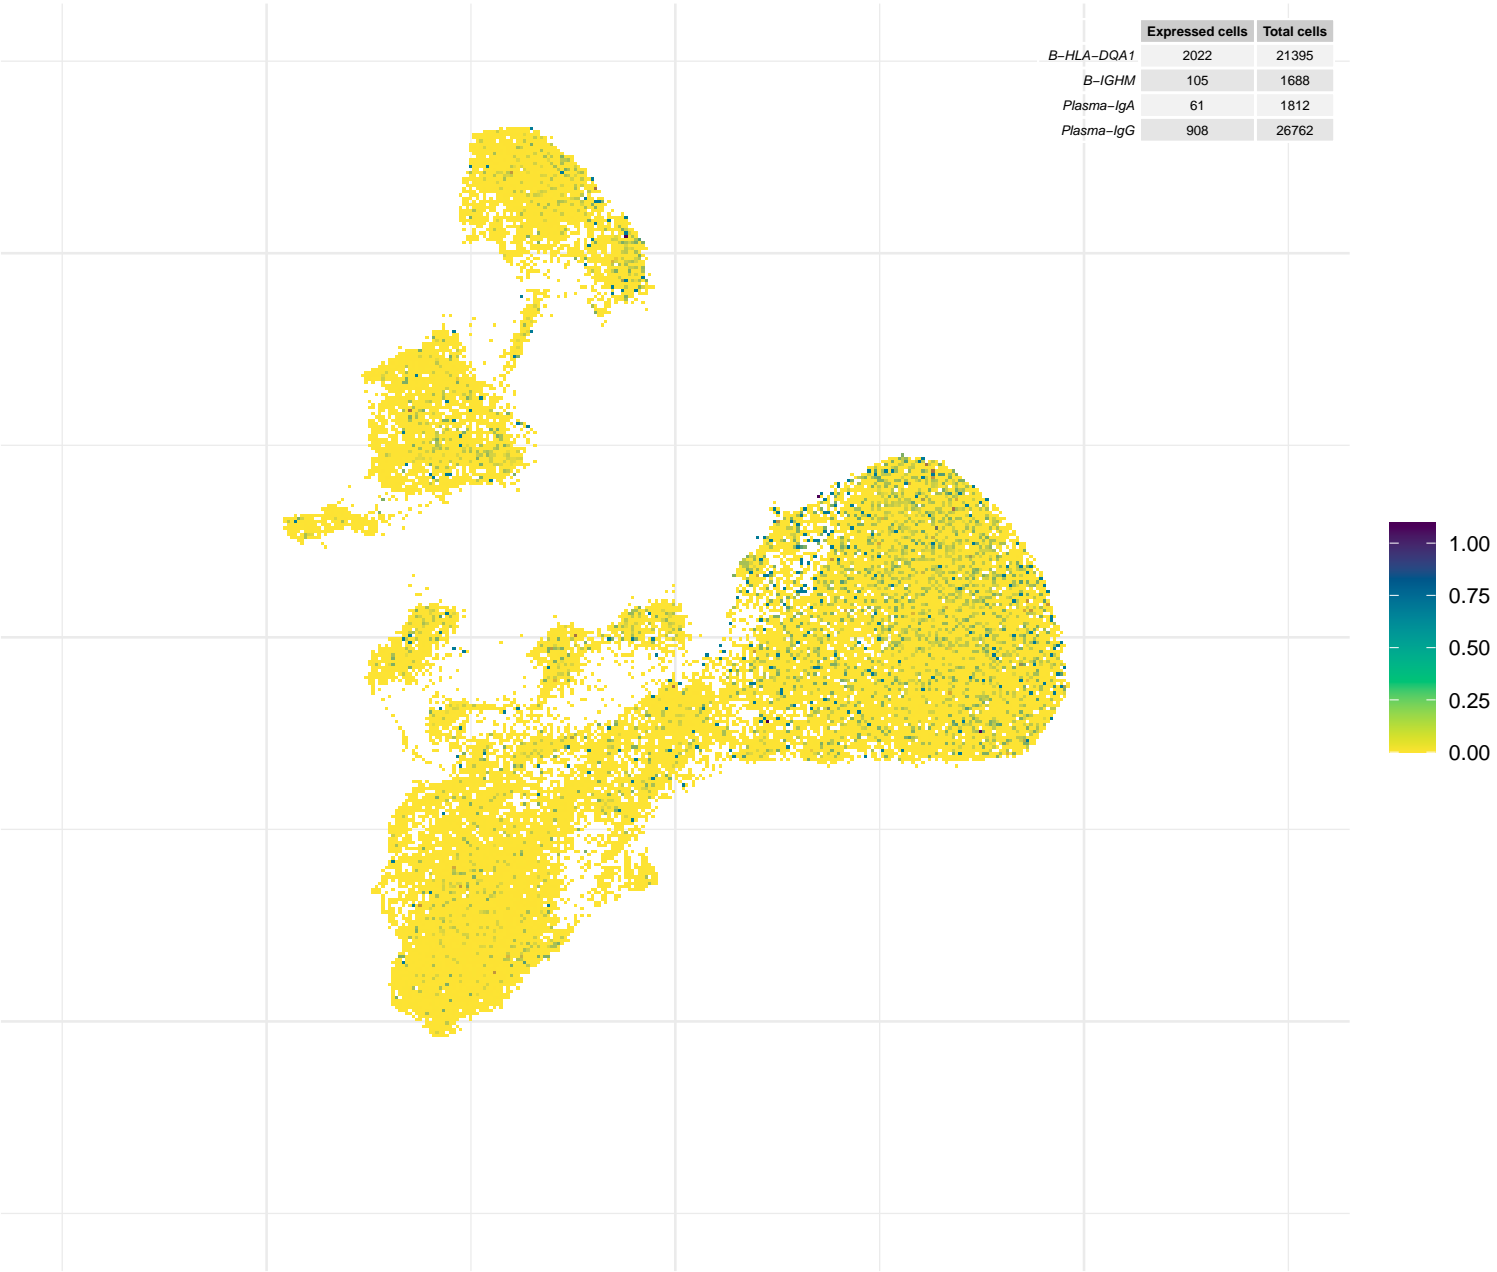 Expressed cells Total cells
B−HLA−DQA1 2022 21395
B−IGHM 105 1688
Plasma−IgA 61 1812
Plasma−IgG 908 26762
1.00
0.75
0.50
0.25
0.00